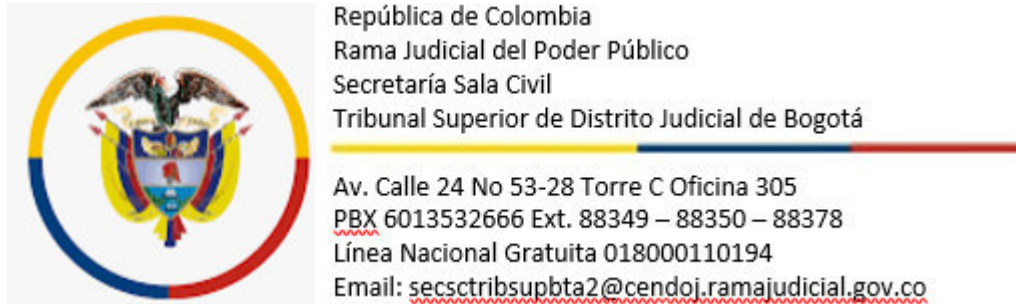 República de Colombia
Rama Judicial del Poder Público
Secretaría Sala Civil
Tribunal Superior de Distrito Judicial de Bogotá
Av. Calle 24 No 53-28 Torre C Oficina 305
PBX 6013532666 Ext. 88349 – 88350 – 88378
Línea Nacional Gratuita 018000110194
Email: secsctribsupbta2@cendoj.ramajudicial.gov.co